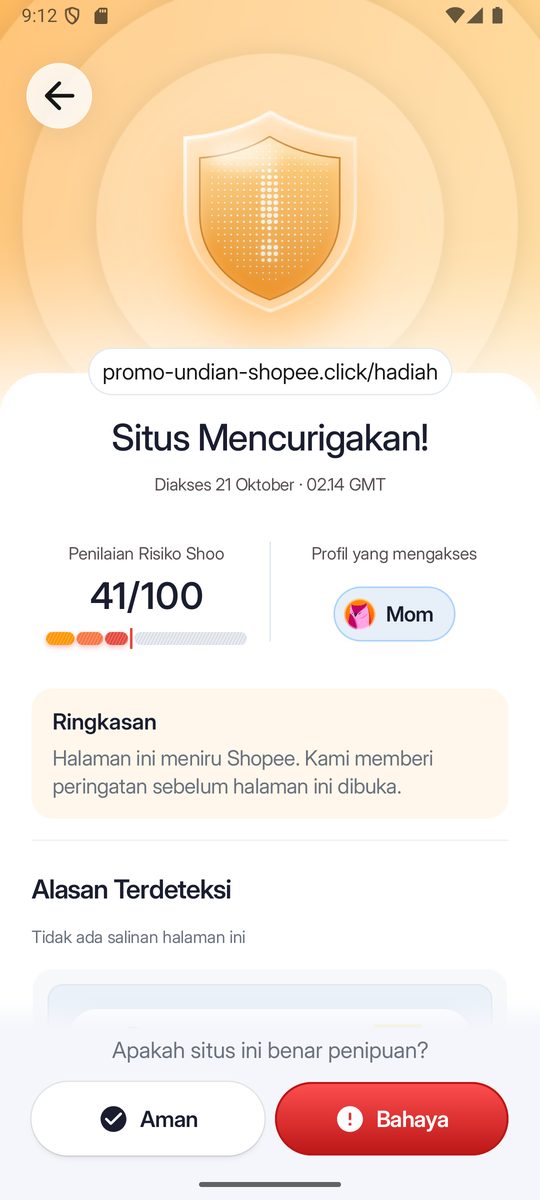 9:12
promo-undian-shopee.click/hadiah
Situs Mencurigakan!
Diakses 21 Oktober · 02.14 GMT
Penilaian Risiko Shoo
41/100
Profil yang mengakses
Mom
Ringkasan
Halaman ini meniru Shopee. Kami memberi
peringatan sebelum halaman ini dibuka.
Alasan Terdeteksi
Tidak ada salinan halaman ini
Apakah situs ini benar penipuan?
Aman
Bahaya